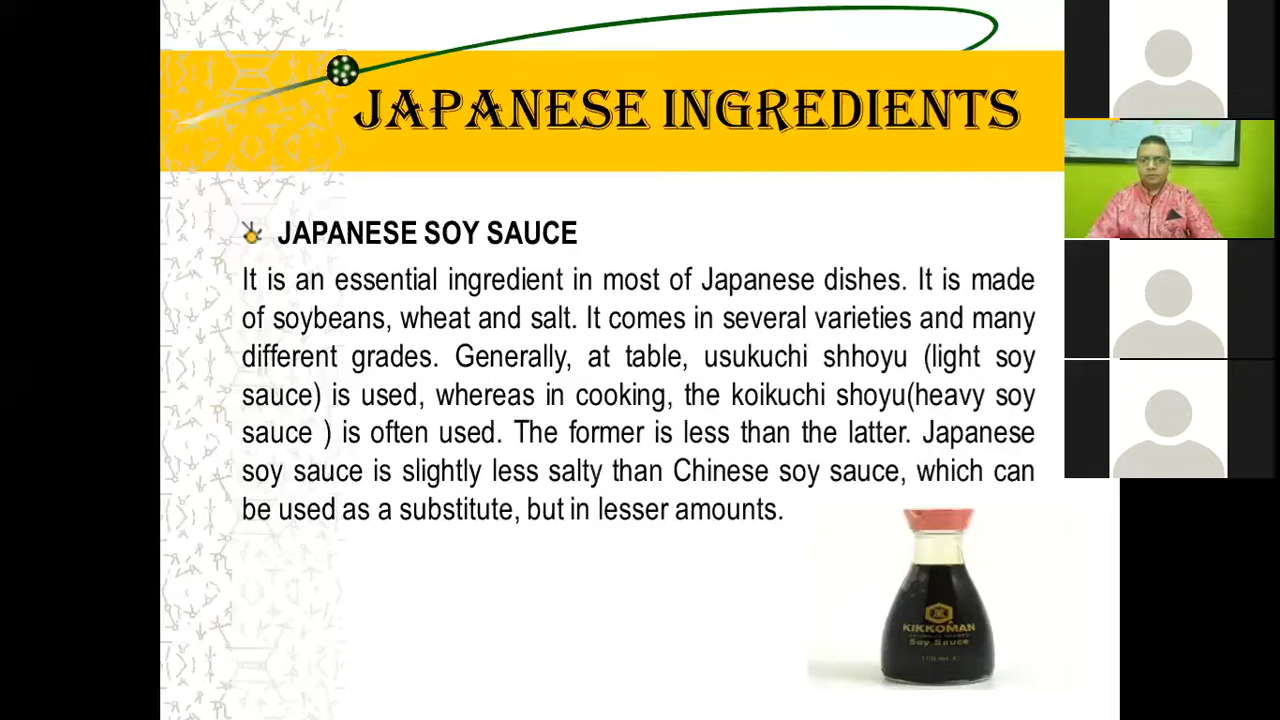 JAPANESE INGREDIENTS
JAPANESE SOY SAUCE
It is an essential ingredient in most of Japanese dishes. It is made
of soybeans, wheat and salt. It comes in several varieties and many
different grades. Generally, at table, usukuchi shhoyu (light soy
sauce) is used, whereas in cooking, the koikuchi shoyu(heavy soy
sauce ) is often used. The former is less than the latter. Japanese
soy sauce is slightly less salty than Chinese soy sauce, which can
be used as a substitute, but in lesser amounts.
KIKKOMAN
Soy Sauce